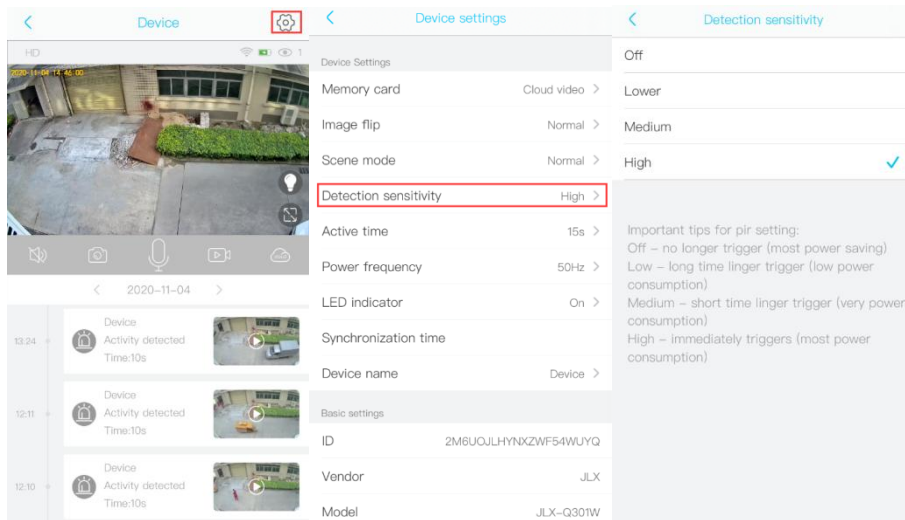 Device
HD
1
2020-11-04 14:46:00
2020-11-04
13:24
Device
Activity detected
Time:10s
12:11
Device
Activity detected
Time:10s
12:10
Device
Activity detected
Time:10s
Device settings
Device Settings
Memory card Cloud video
Image flip Normal
Scene mode Normal
Detection sensitivity High
Active time 15s
Power frequency 50Hz
LED indicator On
Synchronization time
Device name Device
Basic settings
ID 2M6UOJLHYNXZWF54WUYQ
Vendor JLX
Model JLX-Q301W
Detection sensitivity
Off
Lower
Medium
High
Important tips for pir setting:
Off – no longer trigger (most power saving)
Low – long time linger trigger (low power
consumption)
Medium – short time linger trigger (very power
consumption)
High – immediately triggers (most power
consumption)